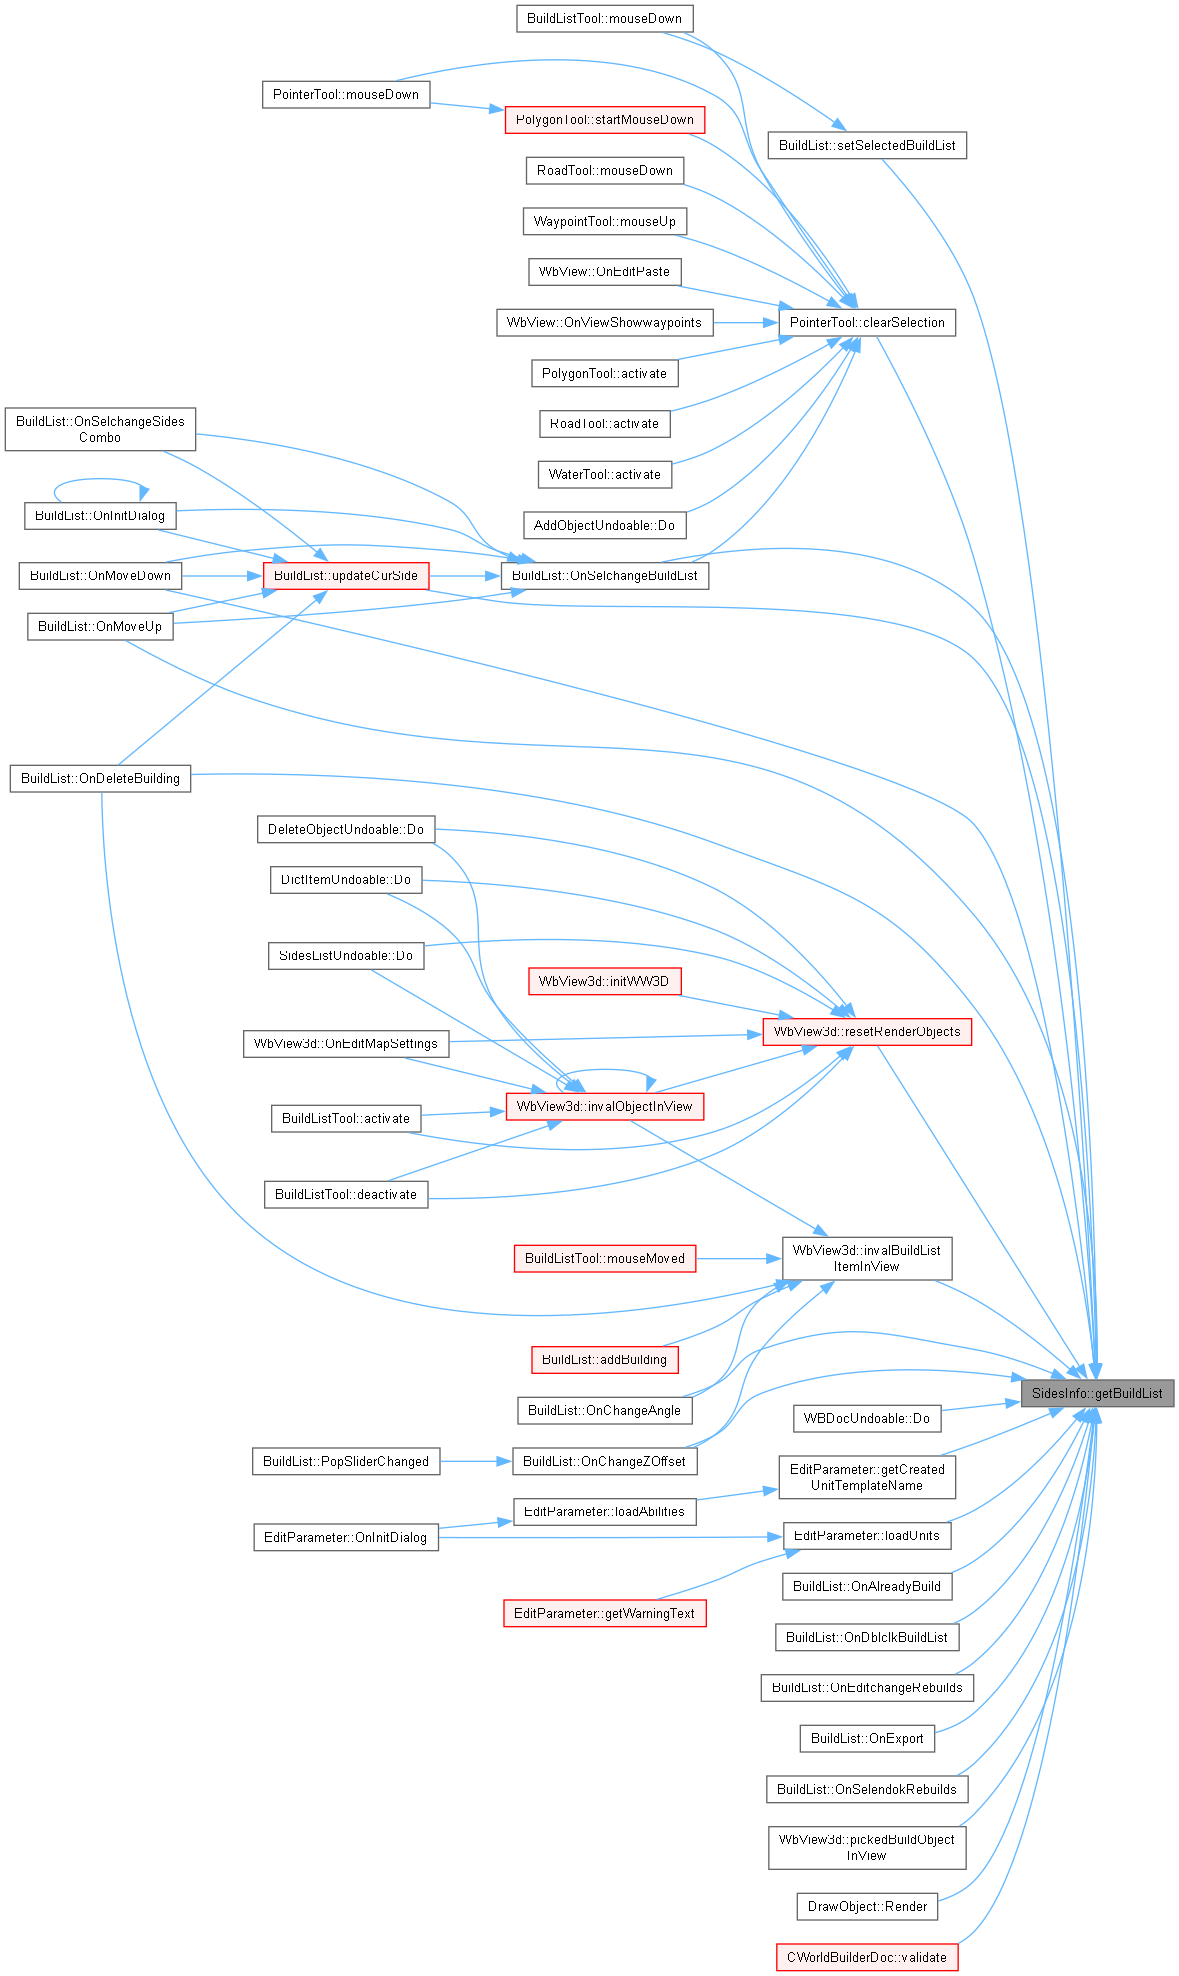 BuildListTool::mouseDown
PointerTool::mouseDown
PolygonTool::startMouseDown
BuildList::setSelectedBuildList
RoadTool::mouseDown
WaypointTool::mouseUp
WbView::OnEditPaste
WbView::OnViewShowwaypoints
PointerTool::clearSelection
PolygonTool::activate
RoadTool::activate
BuildList::OnSelchangeSides
Combo
WaterTool::activate
BuildList::OnInitDialog
AddObjectUndoable::Do
BuildList::OnMoveDown
BuildList::updateCurSide
BuildList::OnSelchangeBuildList
BuildList::OnMoveUp
BuildList::OnDeleteBuilding
DeleteObjectUndoable::Do
DictItemUndoable::Do
SidesListUndoable::Do
WbView3d::initWW3D
WbView3d::resetRenderObjects
WbView3d::OnEditMapSettings
WbView3d::invalObjectInView
BuildListTool::activate
BuildListTool::deactivate
WbView3d::invalBuildList
ItemInView
BuildListTool::mouseMoved
BuildList::addBuilding
SidesInfo::getBuildList
BuildList::OnChangeAngle
WBDocUndoable::Do
BuildList::PopSliderChanged
BuildList::OnChangeZOffset
EditParameter::getCreated
UnitTemplateName
EditParameter::loadAbilities
EditParameter::OnInitDialog
EditParameter::loadUnits
BuildList::OnAlreadyBuild
EditParameter::getWarningText
BuildList::OnDblclkBuildList
BuildList::OnEditchangeRebuilds
BuildList::OnExport
BuildList::OnSelendokRebuilds
WbView3d::pickedBuildObject
InView
DrawObject::Render
CWorldBuilderDoc::validate